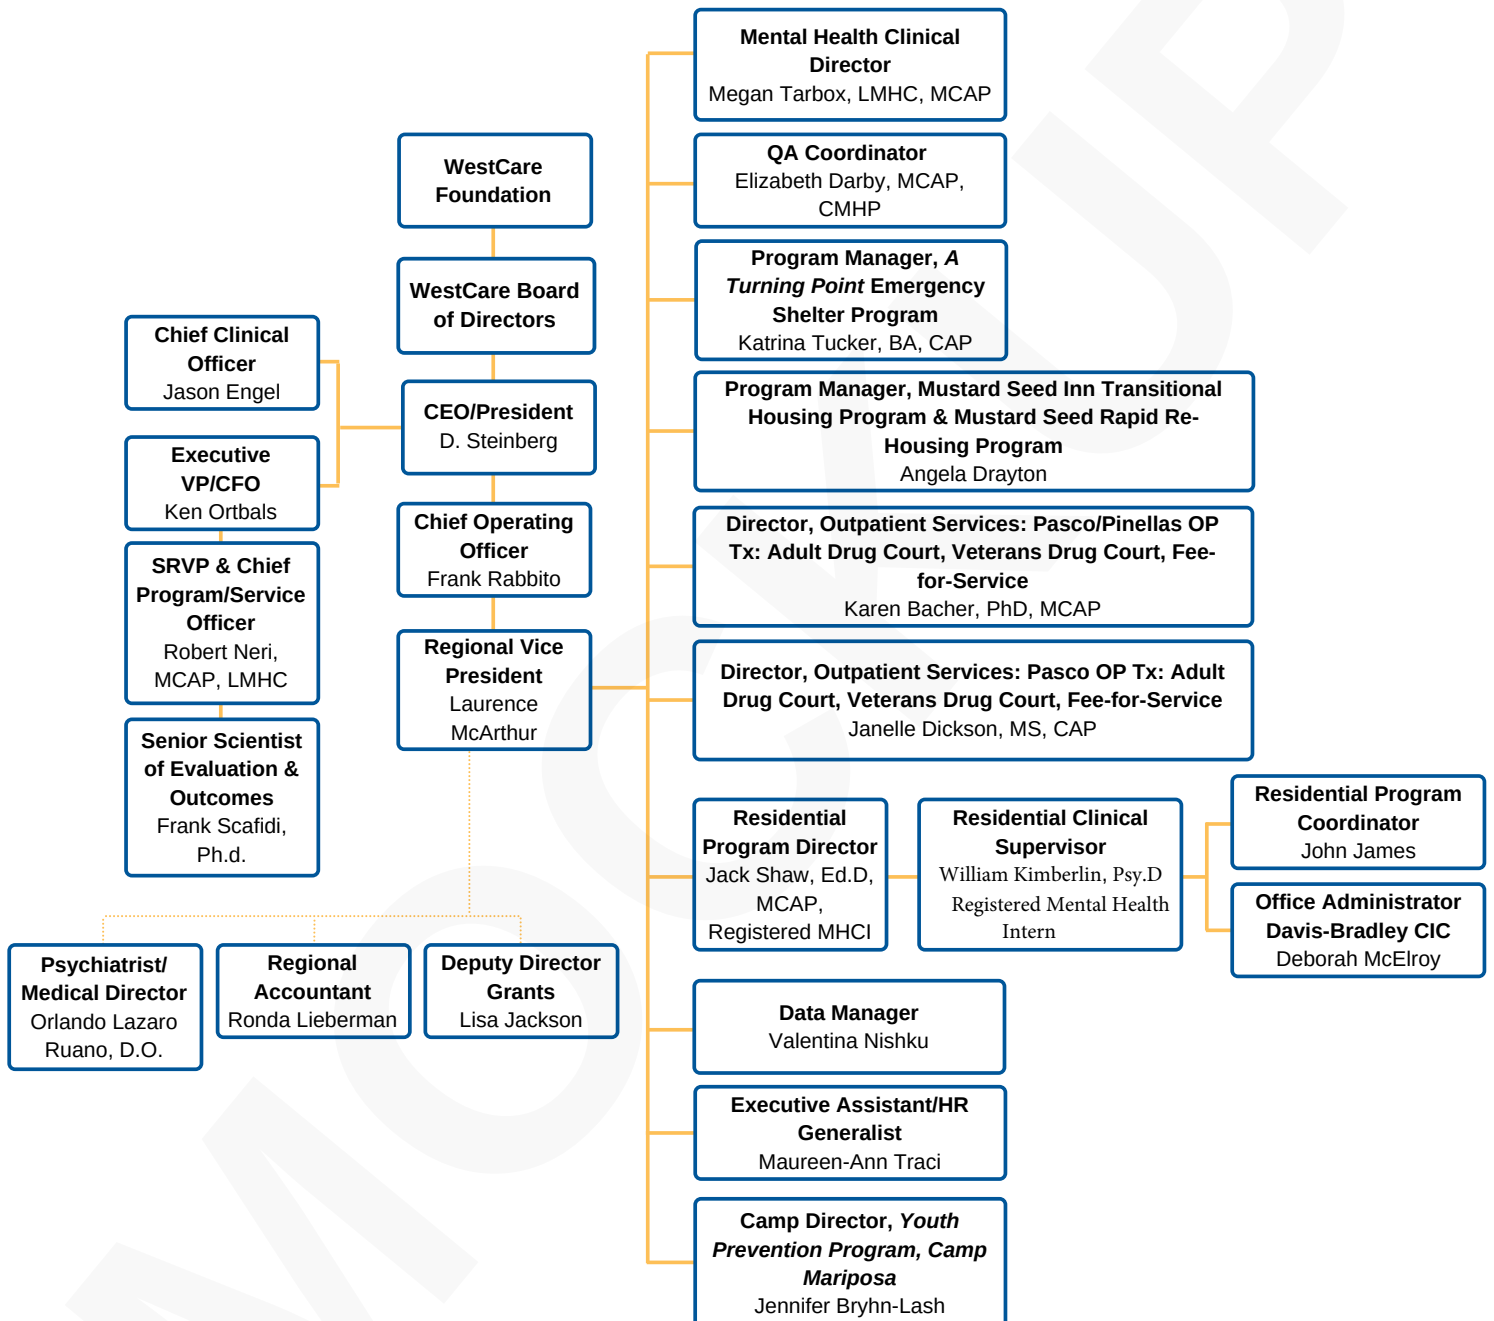 WestCare
Foundation
WestCare Board
of Directors
CEO/President
D. Steinberg
Chief Clinical
Officer
Jason Engel
Executive
VP/CFO
Ken Ortbals
SRVP & Chief
Program/Service
Officer
Robert Neri,
MCAP, LMHC
Senior Scientist
of Evaluation &
Outcomes
Frank Scafidi,
Ph.d.
Chief Operating
Officer
Frank Rabbito
Regional Vice
President
Laurence
McArthur
Psychiatrist/
Medical Director
Orlando Lazaro
Ruano, D.O.
Regional
Accountant
Ronda Lieberman
Deputy Director
Grants
Lisa Jackson
Mental Health Clinical
Director
Megan Tarbox, LMHC, MCAP
QA Coordinator
Elizabeth Darby, MCAP,
CMHP
Program Manager, A
Turning Point Emergency
Shelter Program
Katrina Tucker, BA, CAP
Program Manager, Mustard Seed Inn Transitional
Housing Program & Mustard Seed Rapid Re-
Housing Program
Angela Drayton
Director, Outpatient Services: Pasco/Pinellas OP
Tx: Adult Drug Court, Veterans Drug Court, Fee-
for-Service
Karen Bacher, PhD, MCAP
Director, Outpatient Services: Pasco OP Tx: Adult
Drug Court, Veterans Drug Court, Fee-for-Service
Janelle Dickson, MS, CAP
Residential
Program Director
Jack Shaw, Ed.D,
MCAP,
Registered MHCI
Residential Clinical
Supervisor
William Kimberlin, Psy.D
Registered Mental Health
Intern
Residential Program
Coordinator
John James
Office Administrator
Davis-Bradley CIC
Deborah McElroy
Data Manager
Valentina Nishku
Executive Assistant/HR
Generalist
Maureen-Ann Traci
Camp Director, Youth
Prevention Program, Camp
Mariposa
Jennifer Bryhn-Lash
MOCKUP